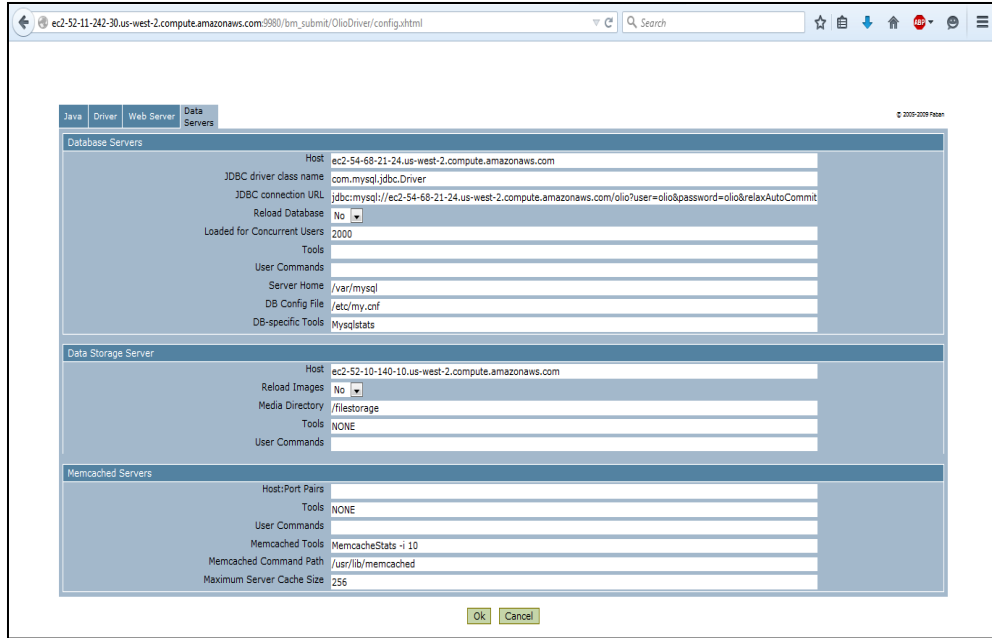 ec2-52-11-242-30.us-west-2.compute.amazonaws.com:9980/bm_submit/OlioDriver/config.xhtml
Search
ABP
Java Driver Web Server Data Servers
© 2005-2009 Faban
Database Servers
Host ec2-54-68-21-24.us-west-2.compute.amazonaws.com
JDBC driver class name com.mysql.jdbc.Driver
JDBC connection URL jdbc:mysql://ec2-54-68-21-24.us-west-2.compute.amazonaws.com/olio?user=olio&password=olio&relaxAutoCommit
Reload Database No
Loaded for Concurrent Users 2000
Tools
User Commands
Server Home /var/mysql
DB Config File /etc/my.cnf
DB-specific Tools Mysqlstats
Data Storage Server
Host ec2-52-10-140-10.us-west-2.compute.amazonaws.com
Reload Images No
Media Directory /filestorage
Tools NONE
User Commands
Memcached Servers
Host:Port Pairs
Tools NONE
User Commands
Memcached Tools MemcacheStats -i 10
Memcached Command Path /usr/lib/memcached
Maximum Server Cache Size 256
Ok Cancel